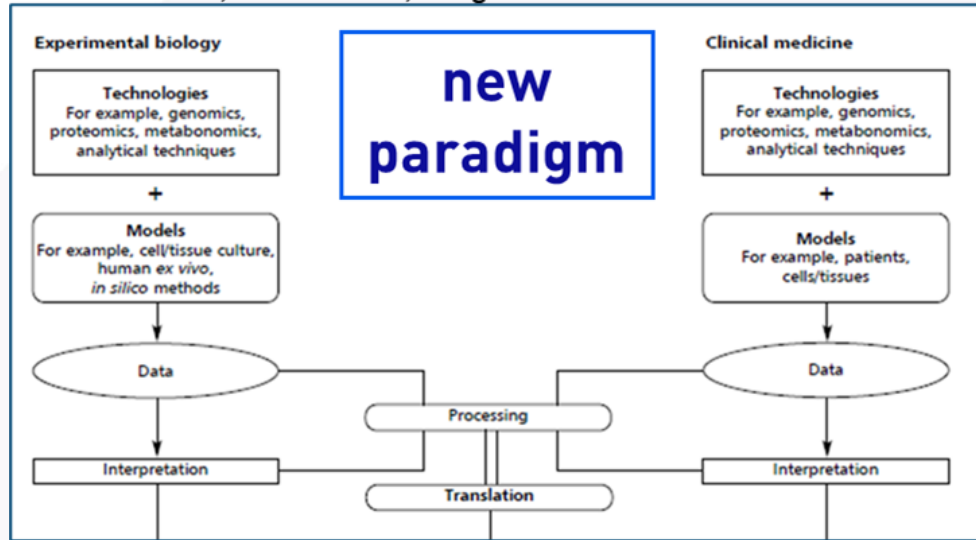 Experimental biology
Technologies
For example, genomics,
proteomics, metabonomics,
analytical techniques
+
Models
For example, cell/tissue culture,
human ex vivo,
in silico methods
Data
Interpretation
new
paradigm
Processing
Translation
Clinical medicine
Technologies
For example, genomics,
proteomics, metabonomics,
analytical techniques
+
Models
For example, patients,
cells/tissues
Data
Interpretation